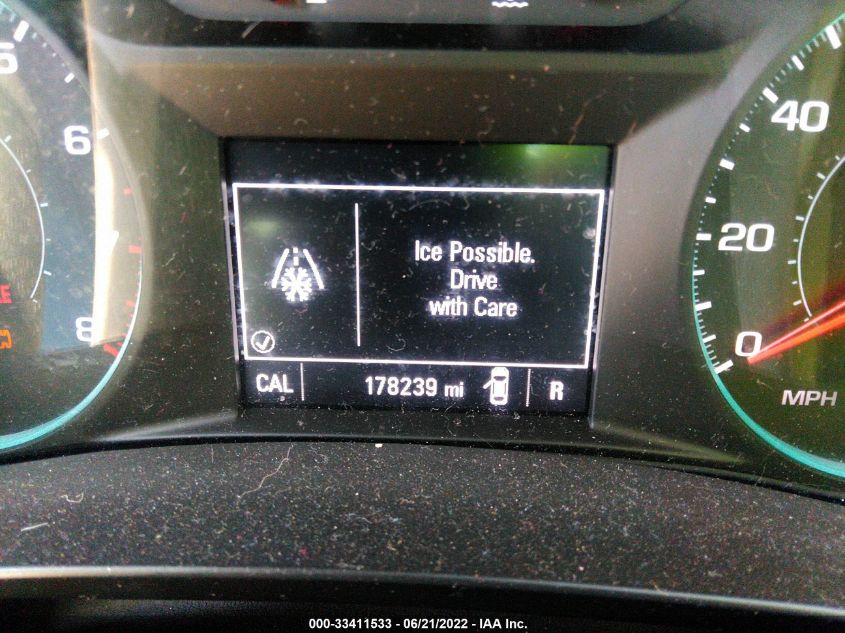 5
6
8
40
20
0
MPH
Ice Possible.
Drive
with Care
CAL
178239 mi
R
000-33411533 - 06/21/2022 - IAA Inc.